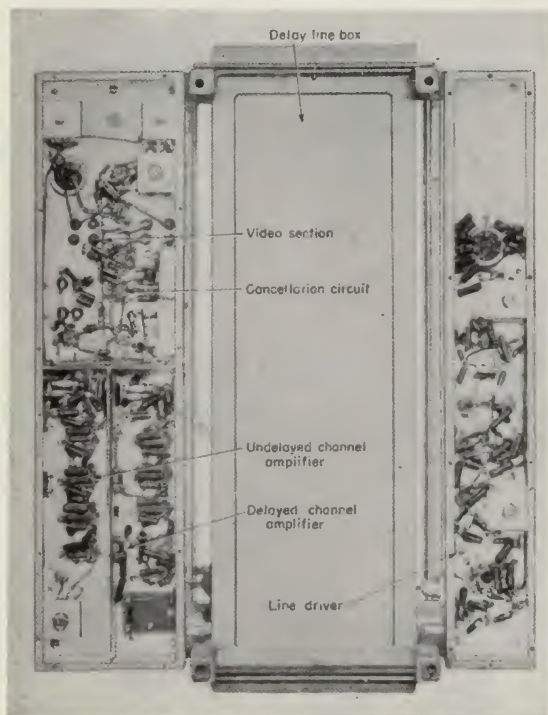 Delay line box
Video section
Cancellation circuit
Undelayed channel
amplifier
Delayed channel
amplifier
Line driver